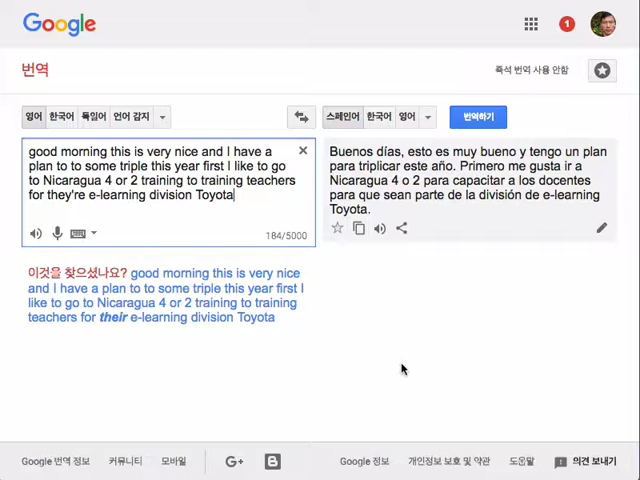 Google
1
번역
즉석 번역 사용 안함
영어 한국어 독일어 언어 감지
스페인어 한국어 영어 번역하기
good morning this is very nice and I have a
plan to to some triple this year first I like to go
to Nicaragua 4 or 2 training to training teachers
for they're e-learning division Toyota
184/5000
Buenos días, esto es muy bueno y tengo un plan
para triplicar este año. Primero me gusta ir a
Nicaragua 4 o 2 para capacitar a los docentes
para que sean parte de la división de e-learning
Toyota.
이것을 찾으셨나요? good morning this is very nice
and I have a plan to to some triple this year first I
like to go to Nicaragua 4 or 2 training to training
teachers for their e-learning division Toyota
Google 번역 정보 커뮤니티 모바일 G+ B Google 정보 개인정보 보호 및 약관 도움말 의견 보내기